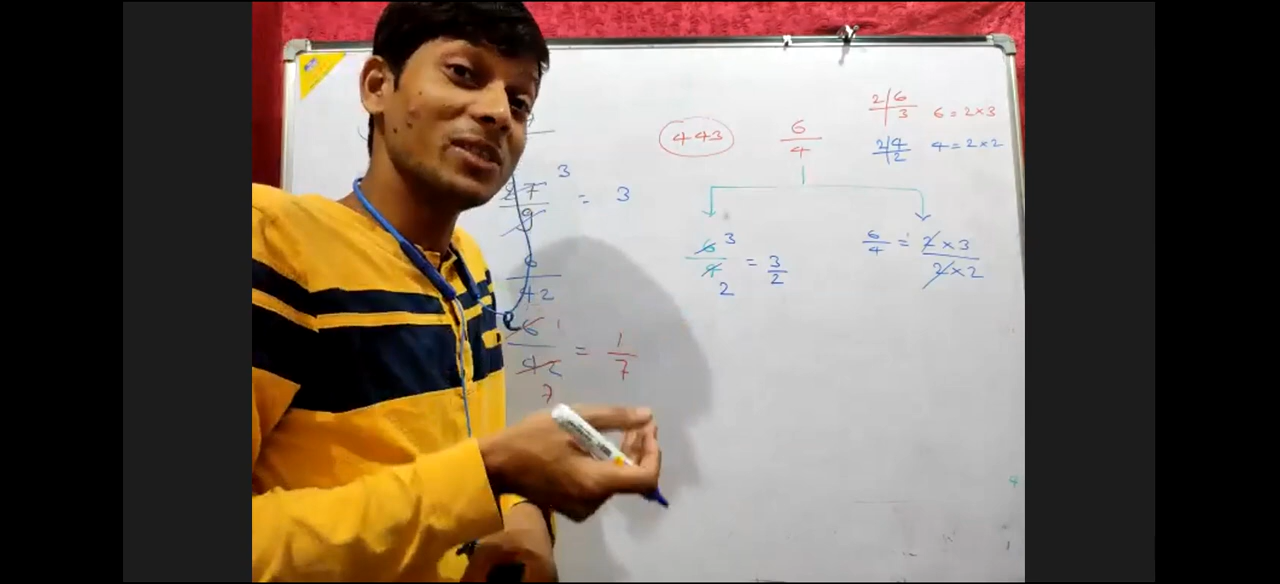 443
6/4
2|6
3
6 = 2×3
2|4
2
4 = 2×2
27/9 3 = 3
6/42
6/42 1 7 = 1/7
6/4 3 2 = 3/2
6/4 = 2×3/2×2
4